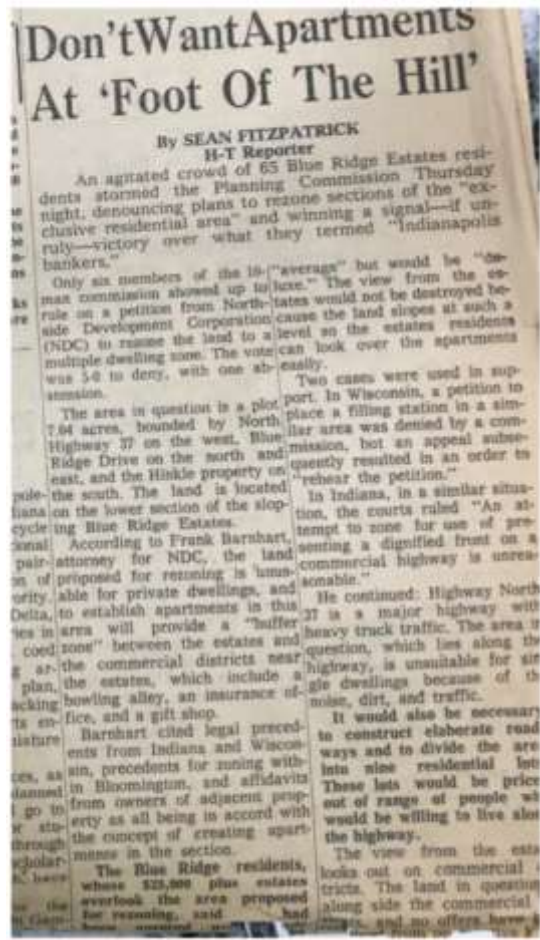 Don'tWantApartments
At 'Foot Of The Hill'
By SEAN FITZPATRICK
H-T Reporter
An agitated crowd of 65 Blue Ridge Estates resi-
dents stormed the Planning Commission Thursday
night, denouncing plans to rezone sections of the "ex-
clusive residential area" and winning a signal—if un-
ruly—victory over what they termed "Indianapolis
bankers."
Only six members of the
man commission showed up to
rule on a petition from North-
side Development Corporation
(NDC) to rezone the land to a
multiple dwelling zone. The vote
was 5-0 to deny, with one ab-
stension.
The area in question is a plot
7.64 acres, bounded by North
Highway 37 on the west, Blue
Ridge Drive on the north and
east, and the Hinkle property on
the south. The land is located
on the lower section of the slop-
ing Blue Ridge Estates.
According to Frank Barnhart,
attorney for NDC, the land
proposed for rezoning is unsu-
able for private dwellings, and
to establish apartments in this
area will provide a "buffer
zone" between the estates and
the commercial districts near
the estates, which include a
bowling alley, an insurance of-
fice, and a gift shop.
Barnhart cited legal preced-
ents from Indiana and Wiscon-
sin, precedents for zoning with-
in Bloomington, and affidavits
from owners of adjacent prop-
erty as all being in accord with
the concept of creating apart-
ments in the section.
The Blue Ridge residents,
whose $25,000 plus estates
overlook the area proposed
for rezoning, said had
been
"average" but would be "de-
luxe." The view from the es-
tates would not be destroyed be-
cause the land slopes at such a
level so the estates residents
can look over the apartments
easily.
Two cases were used in sup-
port. In Wisconsin, a petition to
place a filling station in a sim-
ilar area was denied by a com-
mission, but an appeal subse-
quently resulted in an order to
"rehear the petition."
In Indiana, in a similar situa-
tion, the courts ruled "An at-
tempt to zone for use of pre-
senting a dignified front on a
commercial highway is unrea-
sonable."
He continued: Highway North
37 is a major highway with
heavy truck traffic. The area in
question, which lies along th
highway, is unsuitable for sin
gle dwellings because of th
noise, dirt, and traffic.
It would also be necessary
to construct elaborate road
ways and to divide the are
into nine residential lots
These lots would be price
out of range of people wh
would be willing to live alon
the highway.
The view from the esta
looks out on commercial
tricts. The land in question
along side the commercial
and no offers have